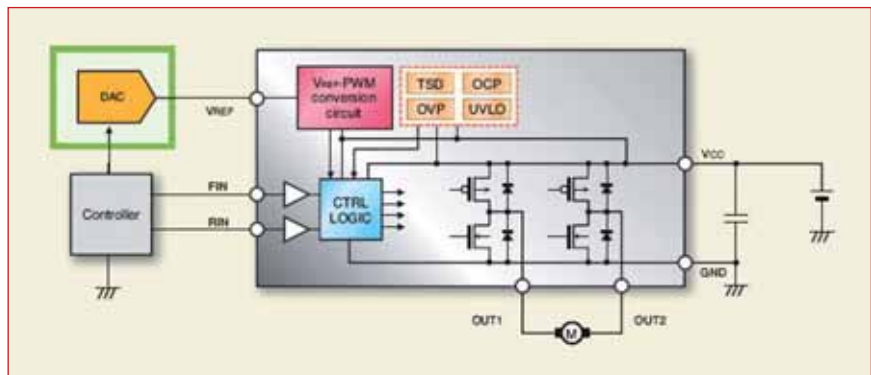 DAC
VREF
VREF-PWM
conversion
circuit
TSD
OCP
OVP
UVLO
VCC
Controller
FIN
RIN
CTRL
LOGIC
GND
OUT1
M
OUT2